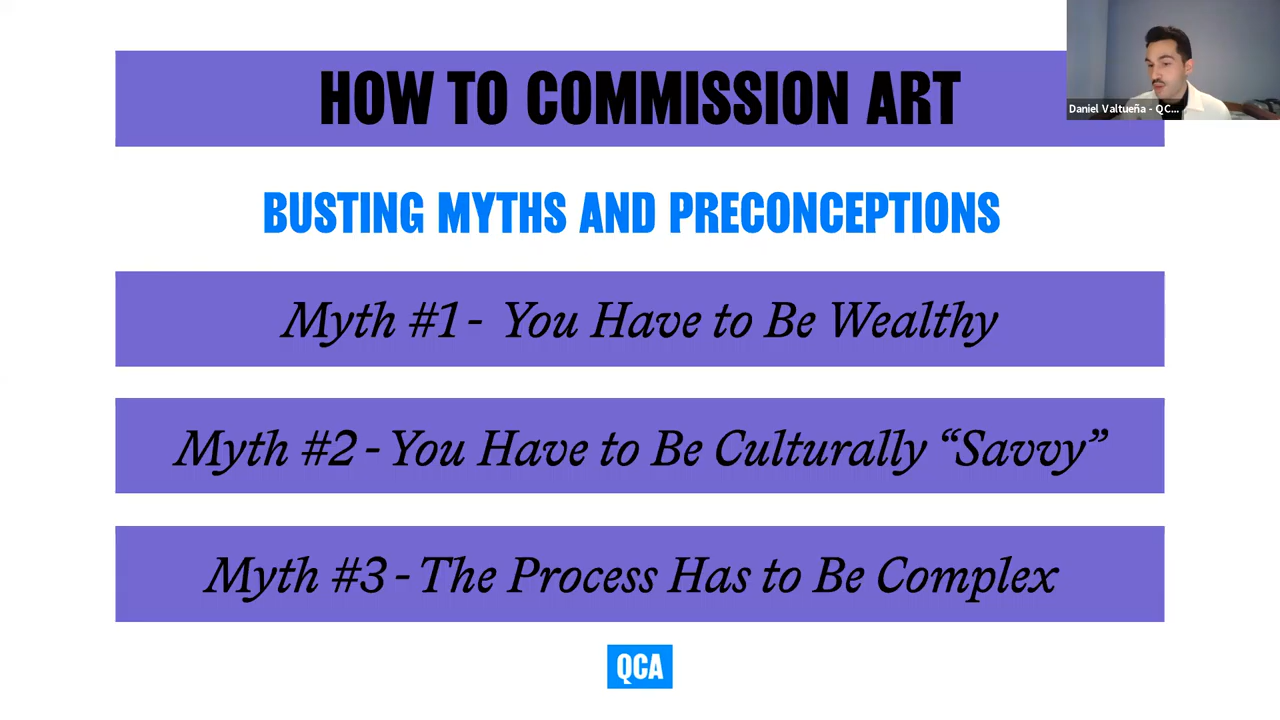 HOW TO COMMISSION ART
Daniel Valtueña - QC...
BUSTING MYTHS AND PRECONCEPTIONS
Myth #1 - You Have to Be Wealthy
Myth #2 - You Have to Be Culturally “Savvy”
Myth #3 - The Process Has to Be Complex
QCA